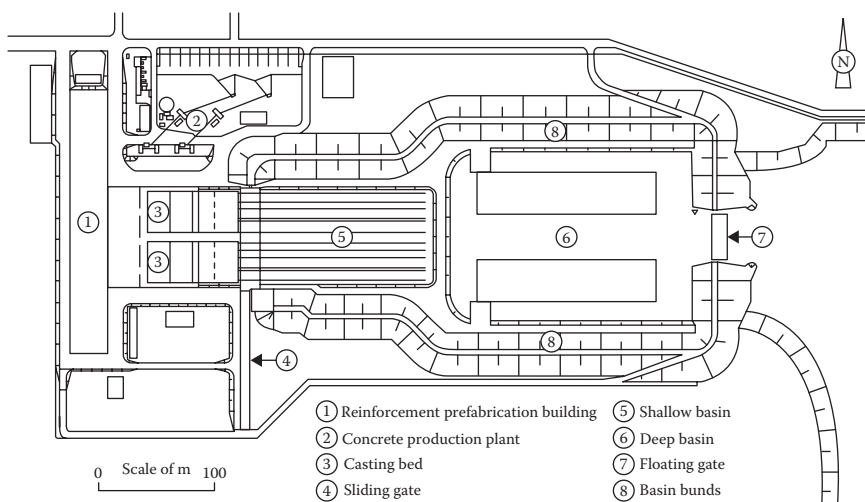 N
8
2
3
1
5
6
7
3
8
4
1 Reinforcement prefabrication building
2 Concrete production plant
3 Casting bed
4 Sliding gate
5 Shallow basin
6 Deep basin
7 Floating gate
8 Basin bunds
0 Scale of m 100